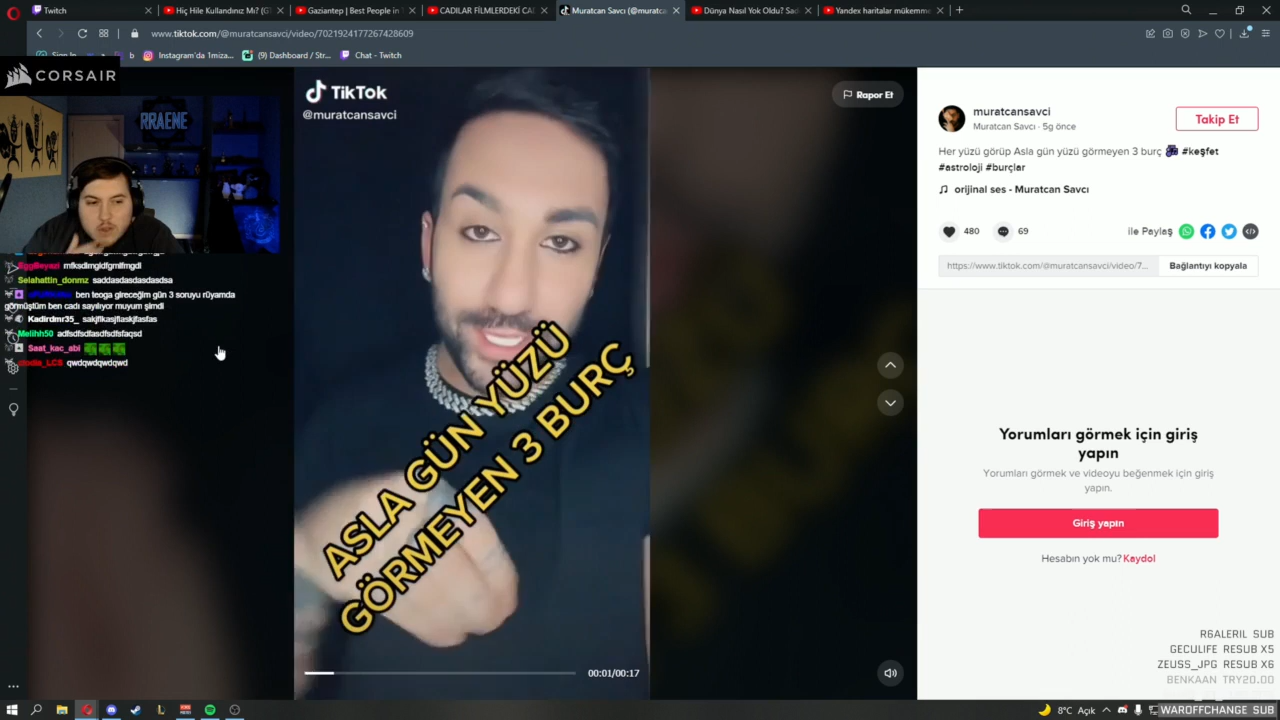 Twitch
Hiç Hile Kullandınız Mı? (G
Gaziantep | Best People in
CADILAR FİLMLERDEKİ CA
Muratcan Savcı (@muratca
Dünya Nasıl Yok Oldu? Sad
Yandex haritalar mükemme
www.tiktok.com/@muratcansavci/video/7021924177267428609
Sign In
b
Instagram'da 1miza...
(9) Dashboard / Str...
Chat - Twitch
CORSAIR
RRAENE
mfksdlmgldfgmlfmgdl
Selahattin_donmz saddasdasdasdasdsa
ben teoga gireceğim gün 3 soruyu rüyamda
görmüştüm ben cadı sayılıyor muyum şimdi
Kadirdmr35_ sakjflkasjflaskjfasfas
Melihh50 adfsdfsdfasdfsdfsfaqsd
Saat_kac_abi
qwdqwdqwdqwd
TikTok
@muratcansavci
ASLA GÜN YÜZÜ
GÖRMEYEN 3 BURÇ
00:01/00:17
Rapor Et
muratcansavci
Muratcan Savcı · 5g önce
Takip Et
Her yüzü görüp Asla gün yüzü görmeyen 3 burç #keşfet
#astroloji #burçlar
orijinal ses - Muratcan Savcı
480
69
ile Paylaş
https://www.tiktok.com/@muratcansavci/video/7...
Bağlantıyı kopyala
Yorumları görmek için giriş
yapın
Yorumları görmek ve videoyu beğenmek için giriş
yapın.
Giriş yapın
Hesabın yok mu? Kaydol
R6ALERIL SUB
GECULIFE RESUB X5
ZEUSS_JPG RESUB X6
BENKAAN TRY20.00
WAROFFCHANGE SUB
8°C Açık